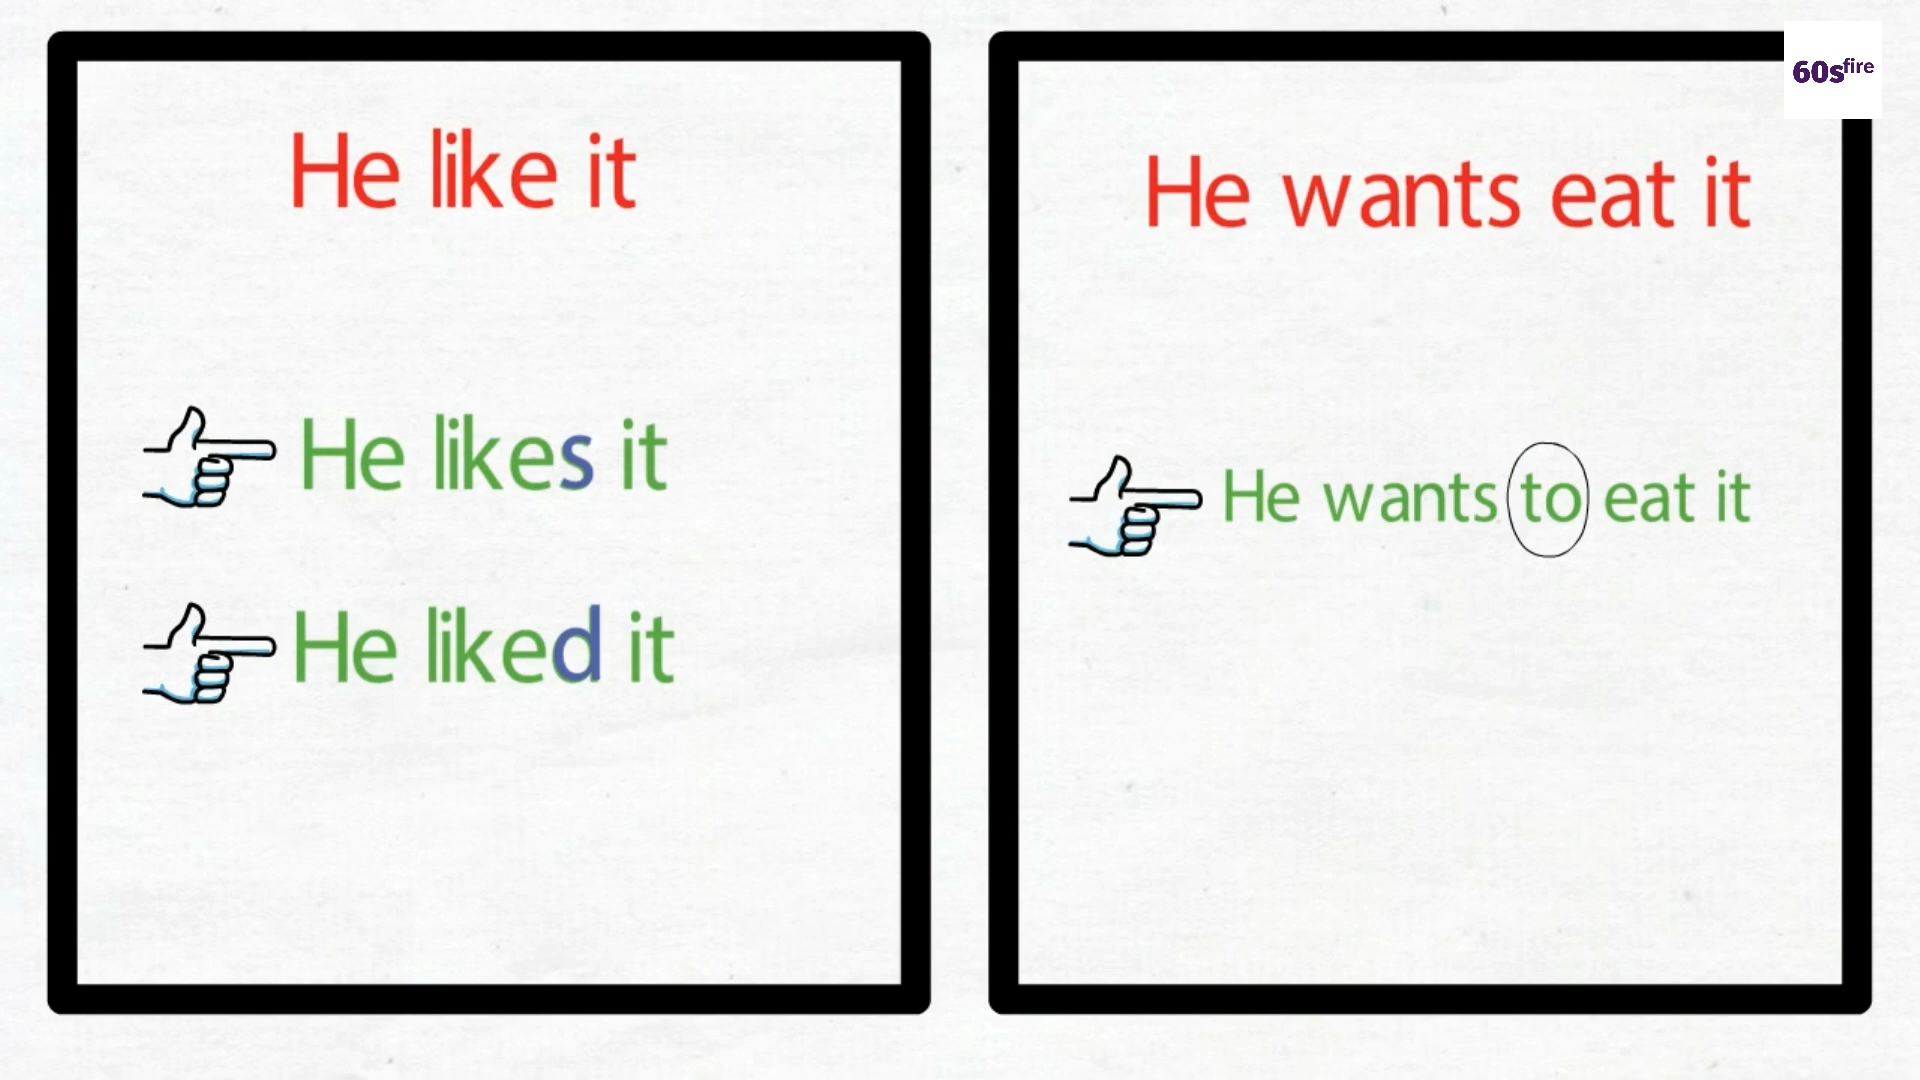 He like it
He likes it
He liked it
60sfire
He wants eat it
He wants to eat it